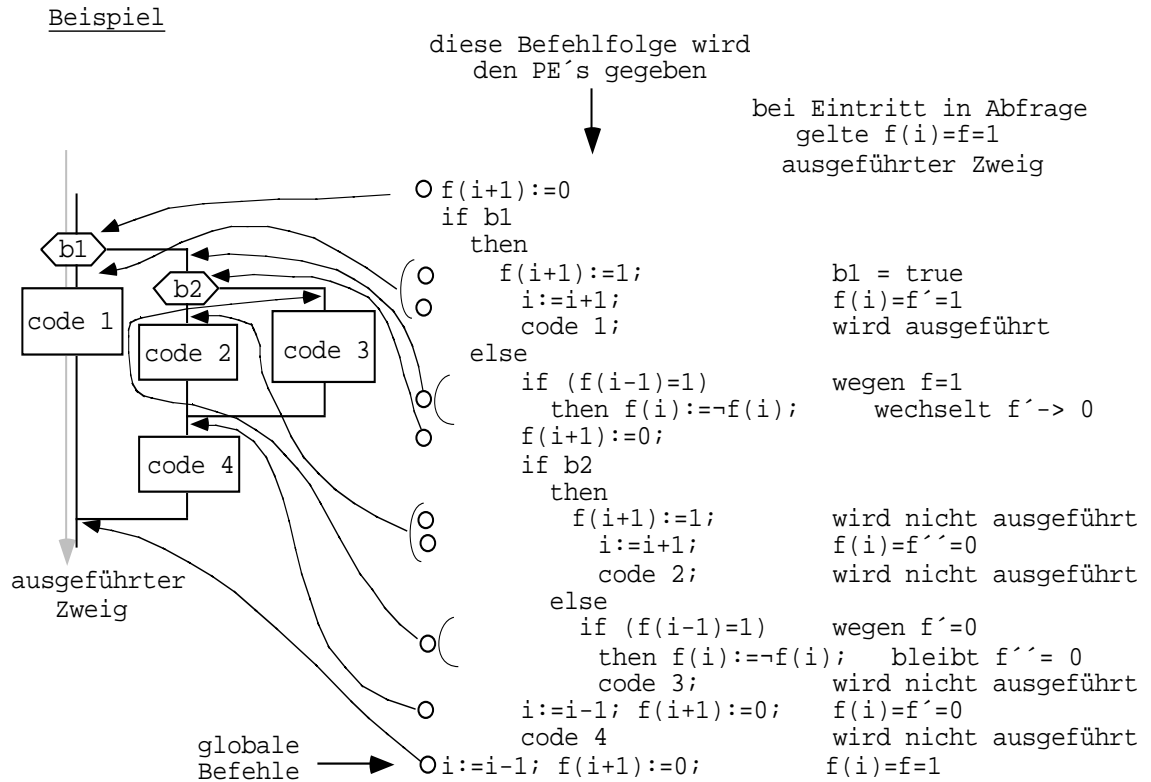 Beispiel
diese Befehlfolge wird
den PE´s gegeben
bei Eintritt in Abfrage
gelte f(i)=f=1
ausgeführter Zweig
f(i+1):=0
if b1
then
f(i+1):=1; b1 = true
i:=i+1; f(i)=f´=1
code 1; wird ausgeführt
else
if (f(i-1)=1) wegen f=1
then f(i):=¬f(i); wechselt f´-> 0
f(i+1):=0;
if b2
then
f(i+1):=1; wird nicht ausgeführt
i:=i+1; f(i)=f´´=0
code 2; wird nicht ausgeführt
else
if (f(i-1)=1) wegen f´=0
then f(i):=¬f(i); bleibt f´´= 0
code 3; wird nicht ausgeführt
i:=i-1; f(i+1):=0; f(i)=f´=0
code 4 wird nicht ausgeführt
i:=i-1; f(i+1):=0; f(i)=f=1
b1
b2
code 1
code 2
code 3
code 4
ausgeführter
Zweig
globale
Befehle